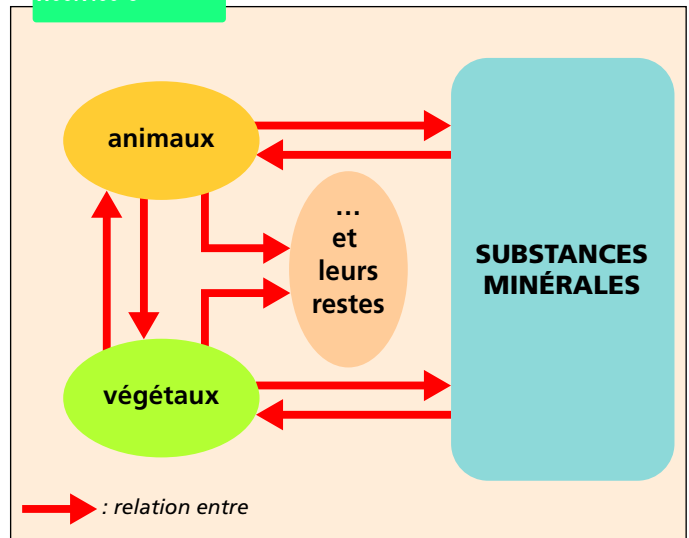 animaux
...
et
leurs
restes
SUBSTANCES
MINÉRALES
végétaux
: relation entre